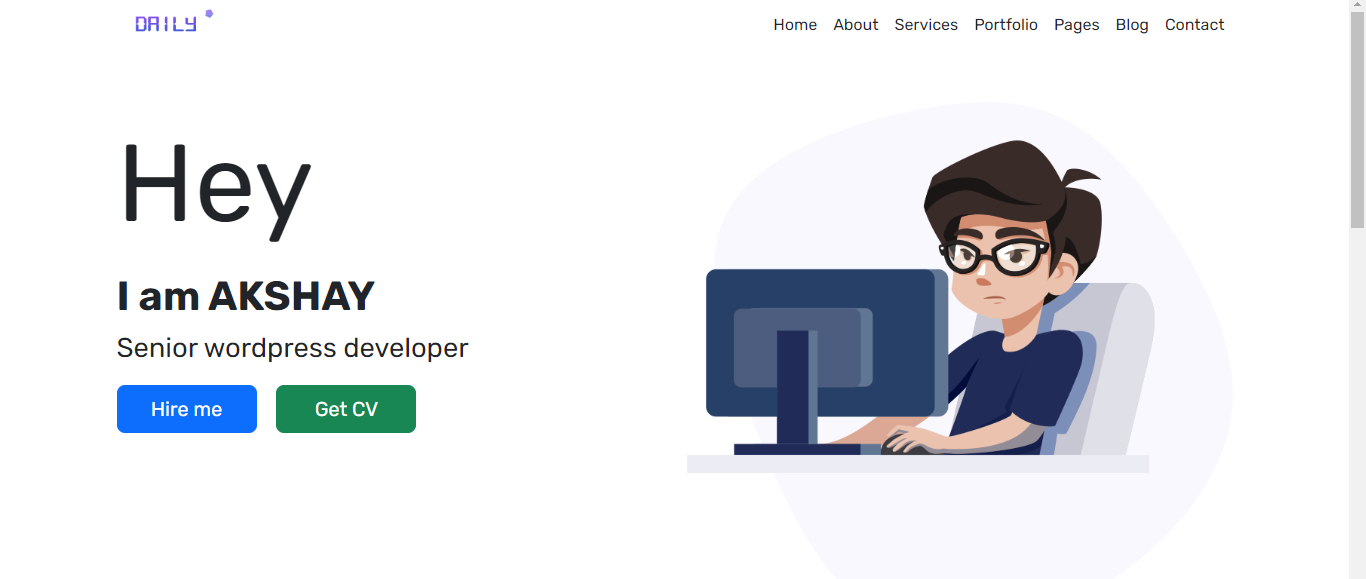 DAILY
Home About Services Portfolio Pages Blog Contact
Hey
I am AKSHAY
Senior wordpress developer
Hire me Get CV